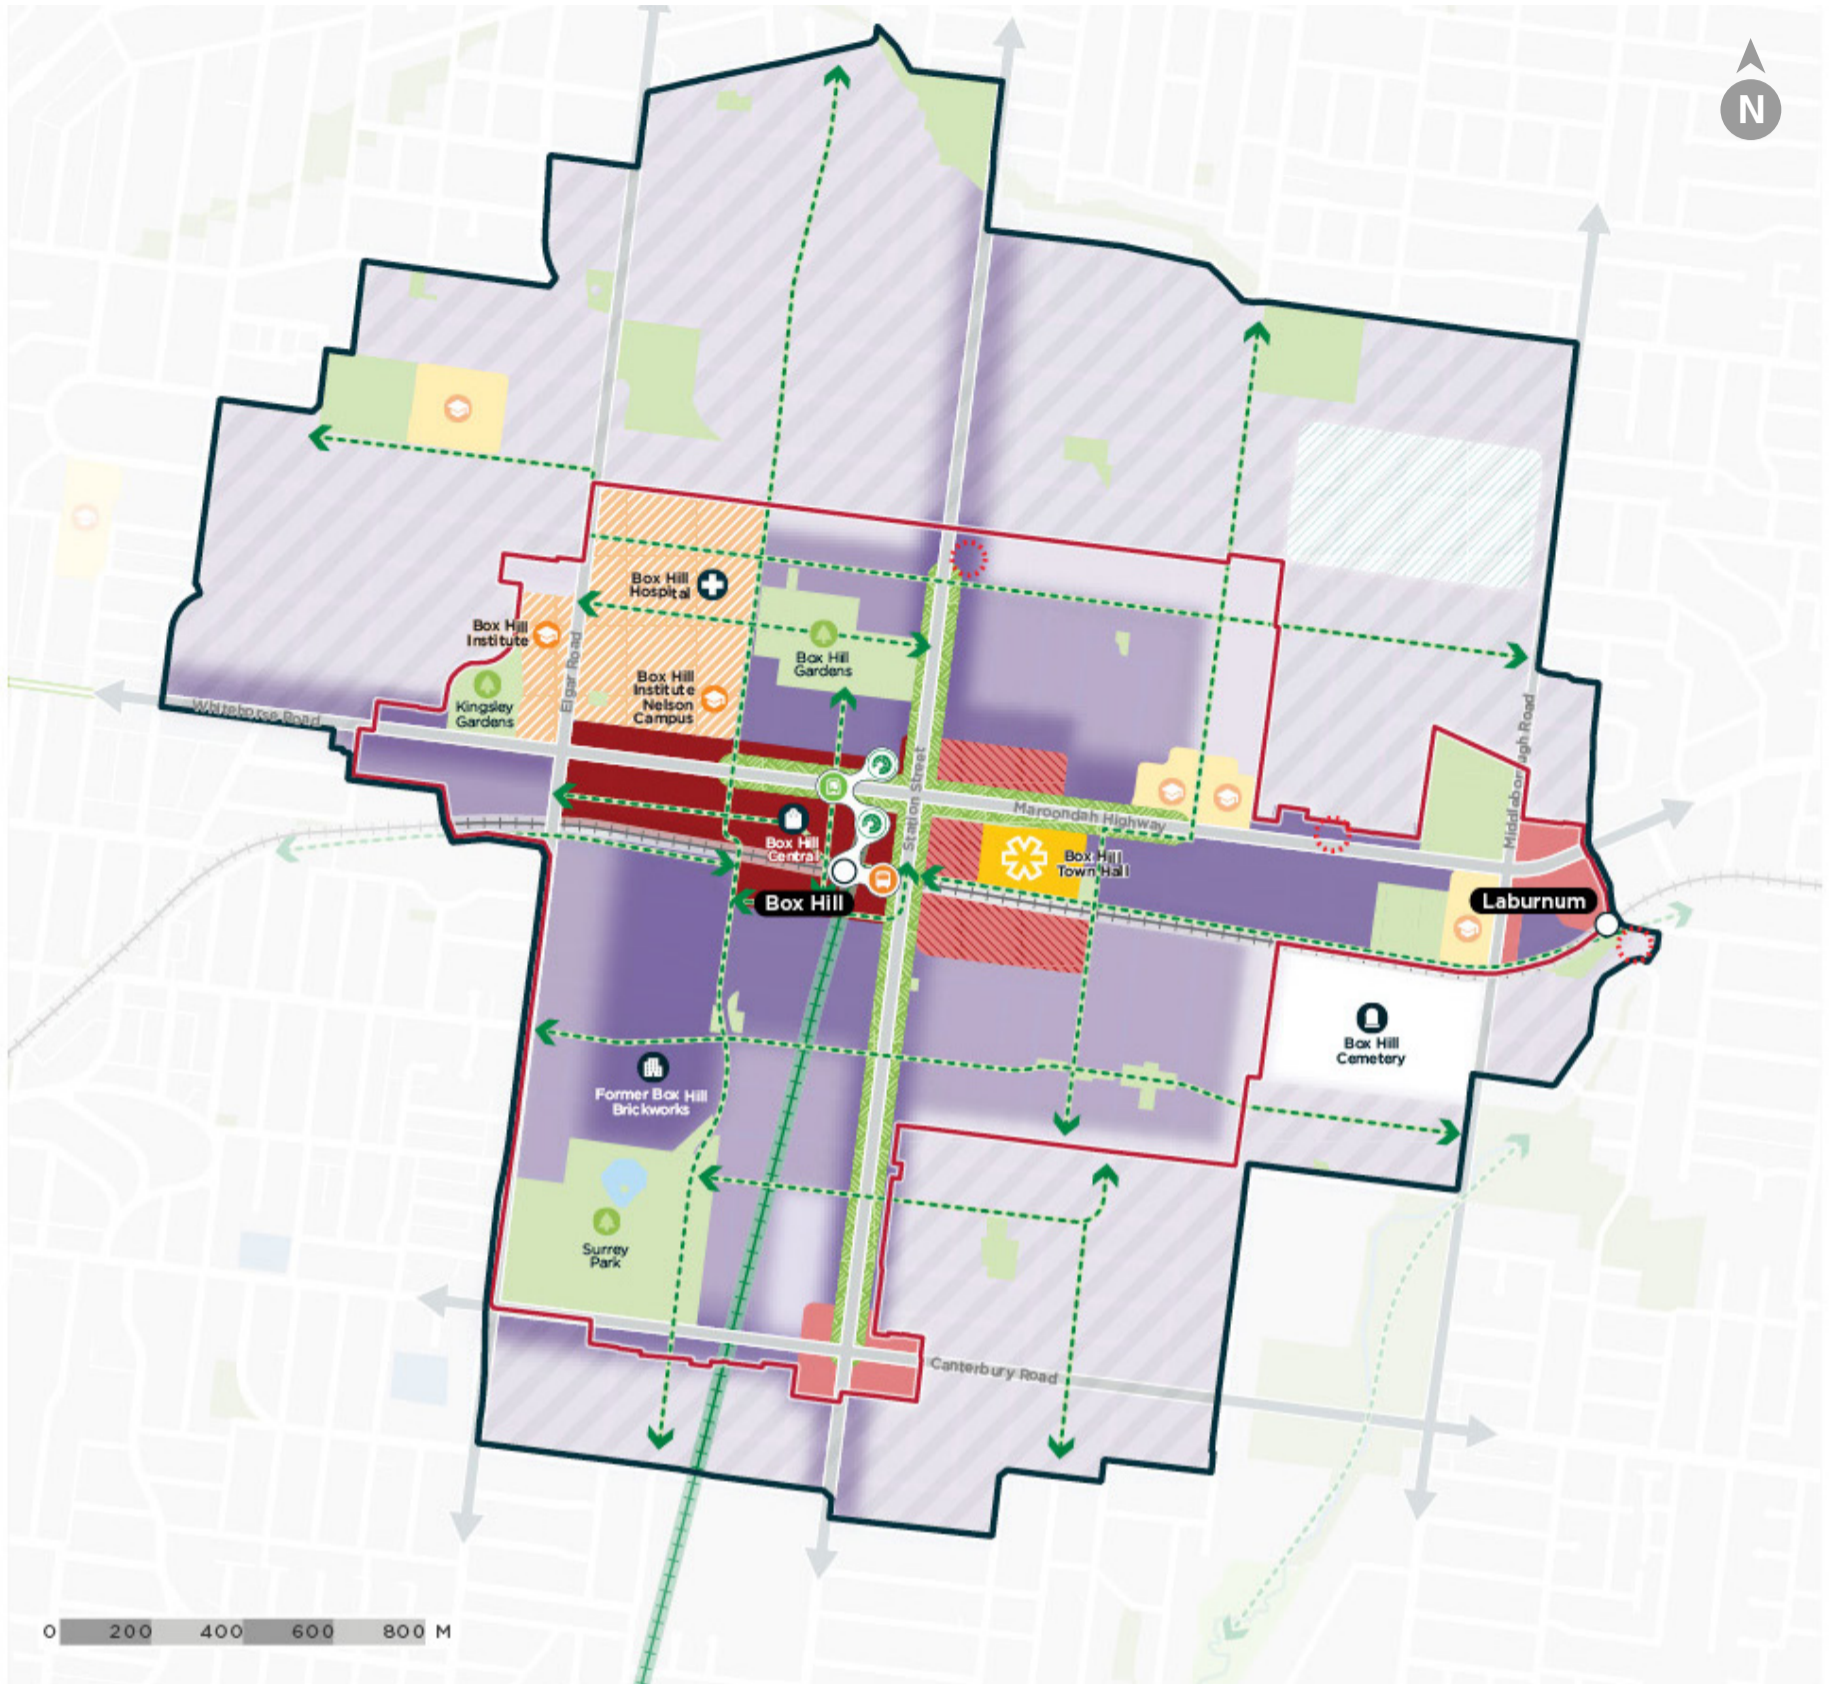 N
Box Hill
Hospital
Box Hill
Institute
Elgar Road
Box Hill
Gardens
Box Hill
Institute
Nelson
Campus
Kingsley
Gardens
Whitehorse Road
Station Street
Maroondah Highway
Middleborough Road
Box Hill
Central
Box Hill
Town Hall
Box Hill
Laburnum
Box Hill
Cemetery
Former Box Hill
Brickworks
Surrey
Park
Canterbury Road
0 200 400 600 800 M